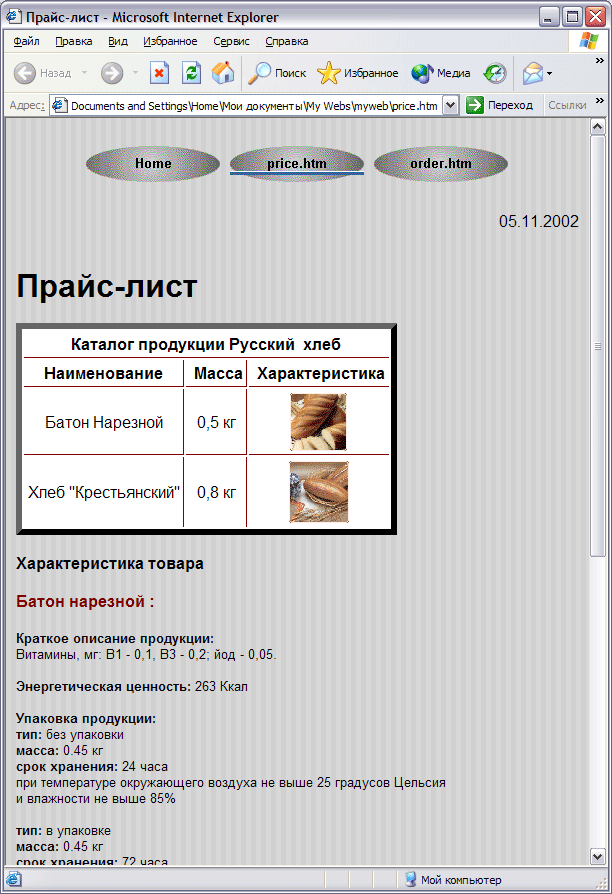 Прайс-лист - Microsoft Internet Explorer
Файл Правка Вид Избранное Сервис Справка
Назад Поиск Избранное Медиа
Адрес: Documents and Settings\Home\Мои документы\My Webs\myweb\price.htm Переход Ссылки
Home price.htm order.htm
05.11.2002
Прайс-лист
Каталог продукции Русский хлеб
Наименование Масса Характеристика
Батон Нарезной 0,5 кг
Хлеб "Крестьянский" 0,8 кг
Характеристика товара
Батон нарезной :
Краткое описание продукции:
Витамины, мг: В1 - 0,1, В3 - 0,2; йод - 0,05.
Энергетическая ценность: 263 Ккал
Упаковка продукции:
тип: без упаковки
масса: 0.45 кг
срок хранения: 24 часа
при температуре окружающего воздуха не выше 25 градусов Цельсия
и влажности не выше 85%
тип: в упаковке
масса: 0.45 кг
срок хранения: 72 часа
Мой компьютер